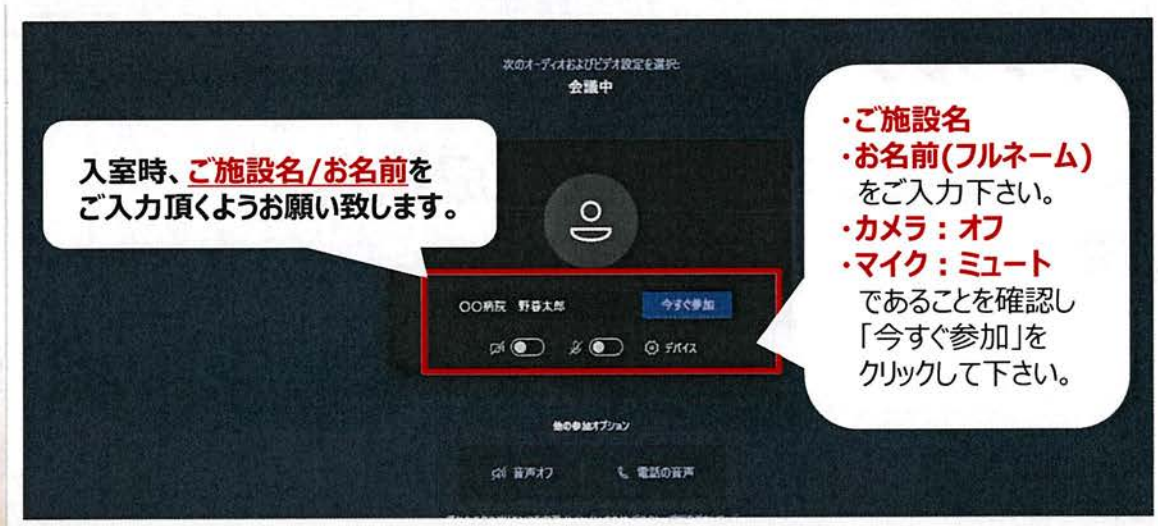 次のオーディオおよびビデオ設定を選択:
会議中
入室時、ご施設名/お名前を
ご入力頂くようお願い致します。
・ご施設名
・お名前(フルネーム)
をご入力下さい。
・カメラ：オフ
・マイク：ミュート
であることを確認し
「今すぐ参加」を
クリックして下さい。
〇〇病院 野暮太郎
今すぐ参加
デバイス
他の参加オプション
音声オフ
電話の音声